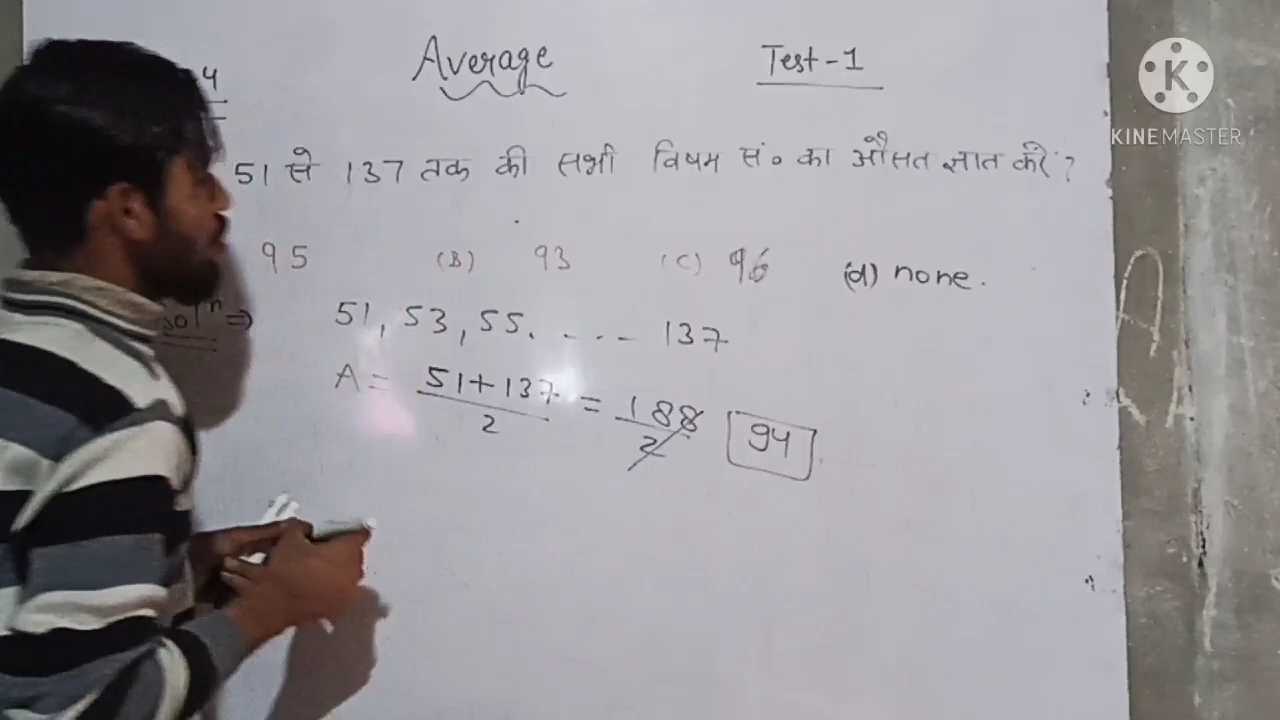 Average Test-1
4
51 से 137 तक की सभी विषम सं० का औसत ज्ञात करें ?
95 (B) 93 (C) 96 (d) none.
solⁿ ⇒ 51, 53, 55. ... 137
A = 51+137/2 = 188/2 94
K
KINEMASTER